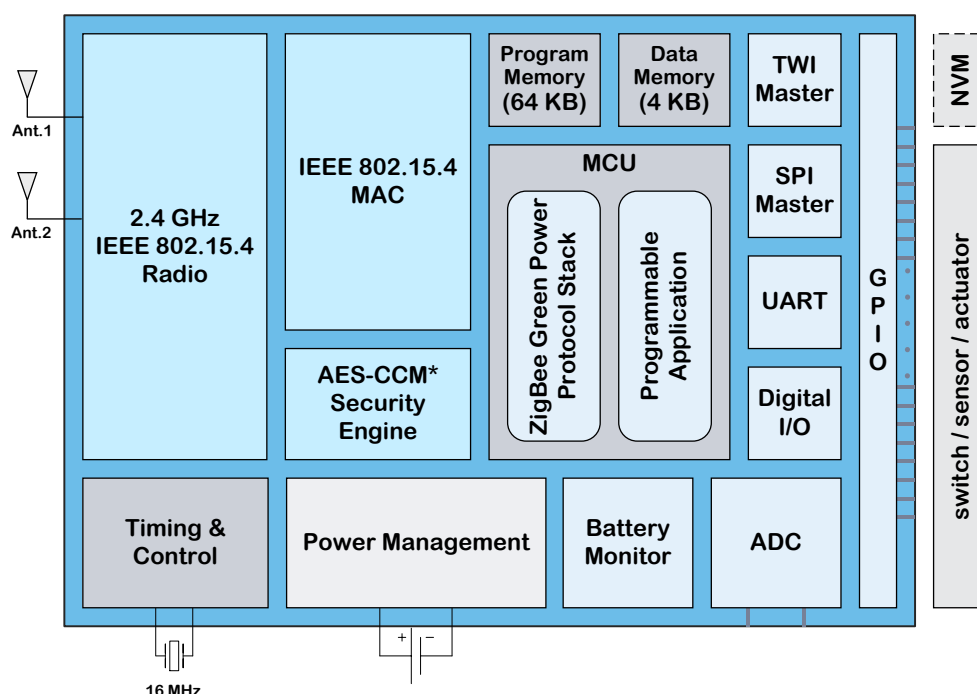 Ant.1
Ant.2
2.4 GHz
IEEE 802.15.4
Radio
IEEE 802.15.4
MAC
AES-CCM*
Security
Engine
Program
Memory
(64 KB)
Data
Memory
(4 KB)
MCU
ZigBee Green Power
Protocol Stack
Programmable
Application
TWI
Master
SPI
Master
UART
Digital
I/O
GPIO
NVM
switch / sensor / actuator
Timing &
Control
Power Management
Battery
Monitor
ADC
+
−
16 MHz